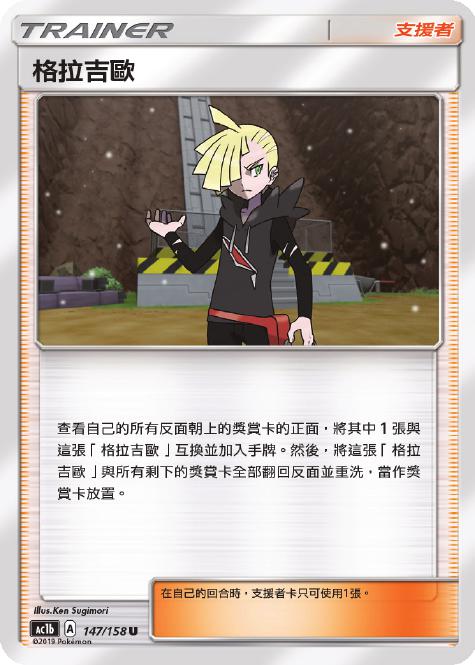 TRAINER
支援者
格拉吉歐
查看自己的所有反面朝上的獎賞卡的正面,將其中1張與
這張「格拉吉歐」互換並加入手牌。然後,將這張「格拉
吉歐」與所有剩下的獎賞卡全部翻回反面並重洗,當作獎
賞卡放置。
在自己的回合時,支援者卡只可使用1張。
Illus.Ken Sugimori
AC1b A 147/158 U
©2019 Pokémon